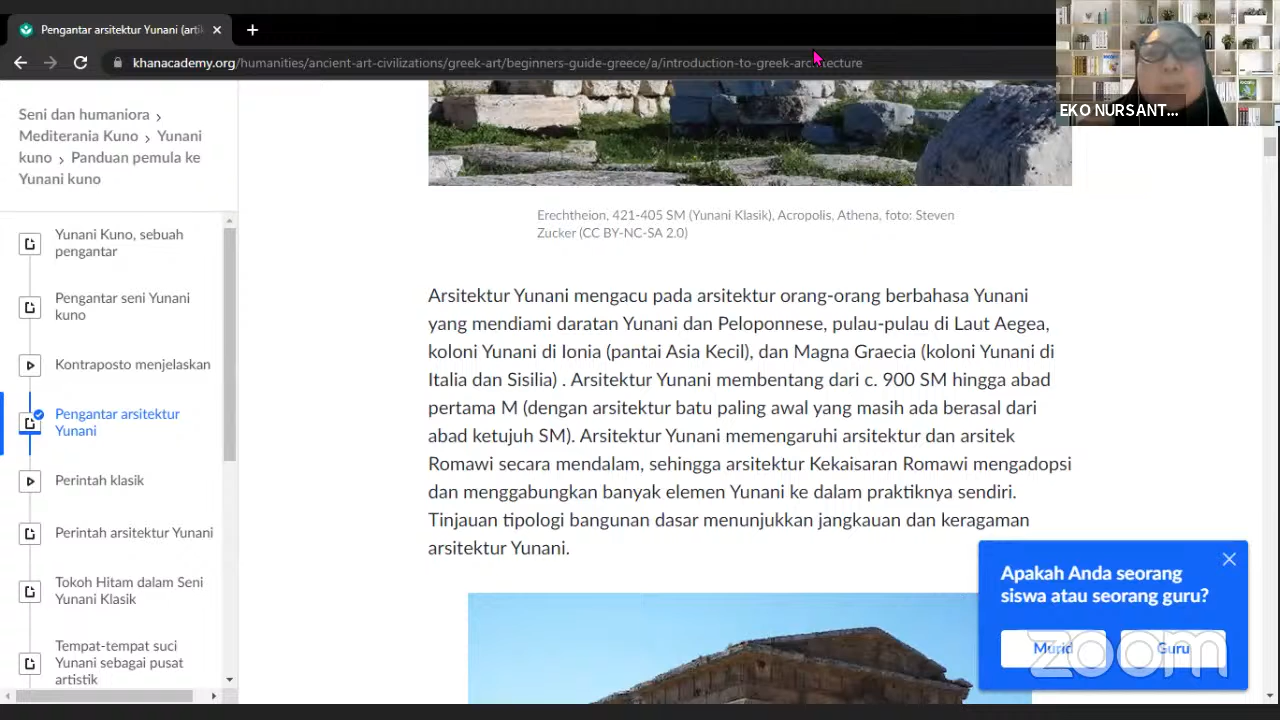 Pengantar arsitektur Yunani (arti
khanacademy.org/humanities/ancient-art-civilizations/greek-art/beginners-guide-greece/a/introduction-to-greek-architecture
EKO NURSANT...
Seni dan humaniora >
Mediterania Kuno > Yunani
kuno > Panduan pemula ke
Yunani kuno
Yunani Kuno, sebuah
pengantar
Pengantar seni Yunani
kuno
Kontraposto menjelaskan
Pengantar arsitektur
Yunani
Perintah klasik
Perintah arsitektur Yunani
Tokoh Hitam dalam Seni
Yunani Klasik
Tempat-tempat suci
Yunani sebagai pusat
artistik
Erechtheion, 421-405 SM (Yunani Klasik), Acropolis, Athena, foto: Steven
Zucker (CC BY-NC-SA 2.0)
Arsitektur Yunani mengacu pada arsitektur orang-orang berbahasa Yunani
yang mendiami daratan Yunani dan Peloponnese, pulau-pulau di Laut Aegea,
koloni Yunani di Ionia (pantai Asia Kecil), dan Magna Graecia (koloni Yunani di
Italia dan Sisilia) . Arsitektur Yunani membentang dari c. 900 SM hingga abad
pertama M (dengan arsitektur batu paling awal yang masih ada berasal dari
abad ketujuh SM). Arsitektur Yunani memengaruhi arsitektur dan arsitek
Romawi secara mendalam, sehingga arsitektur Kekaisaran Romawi mengadopsi
dan menggabungkan banyak elemen Yunani ke dalam praktiknya sendiri.
Tinjauan tipologi bangunan dasar menunjukkan jangkauan dan keragaman
arsitektur Yunani.
Apakah Anda seorang
siswa atau seorang guru?
Murid
Guru
zoom